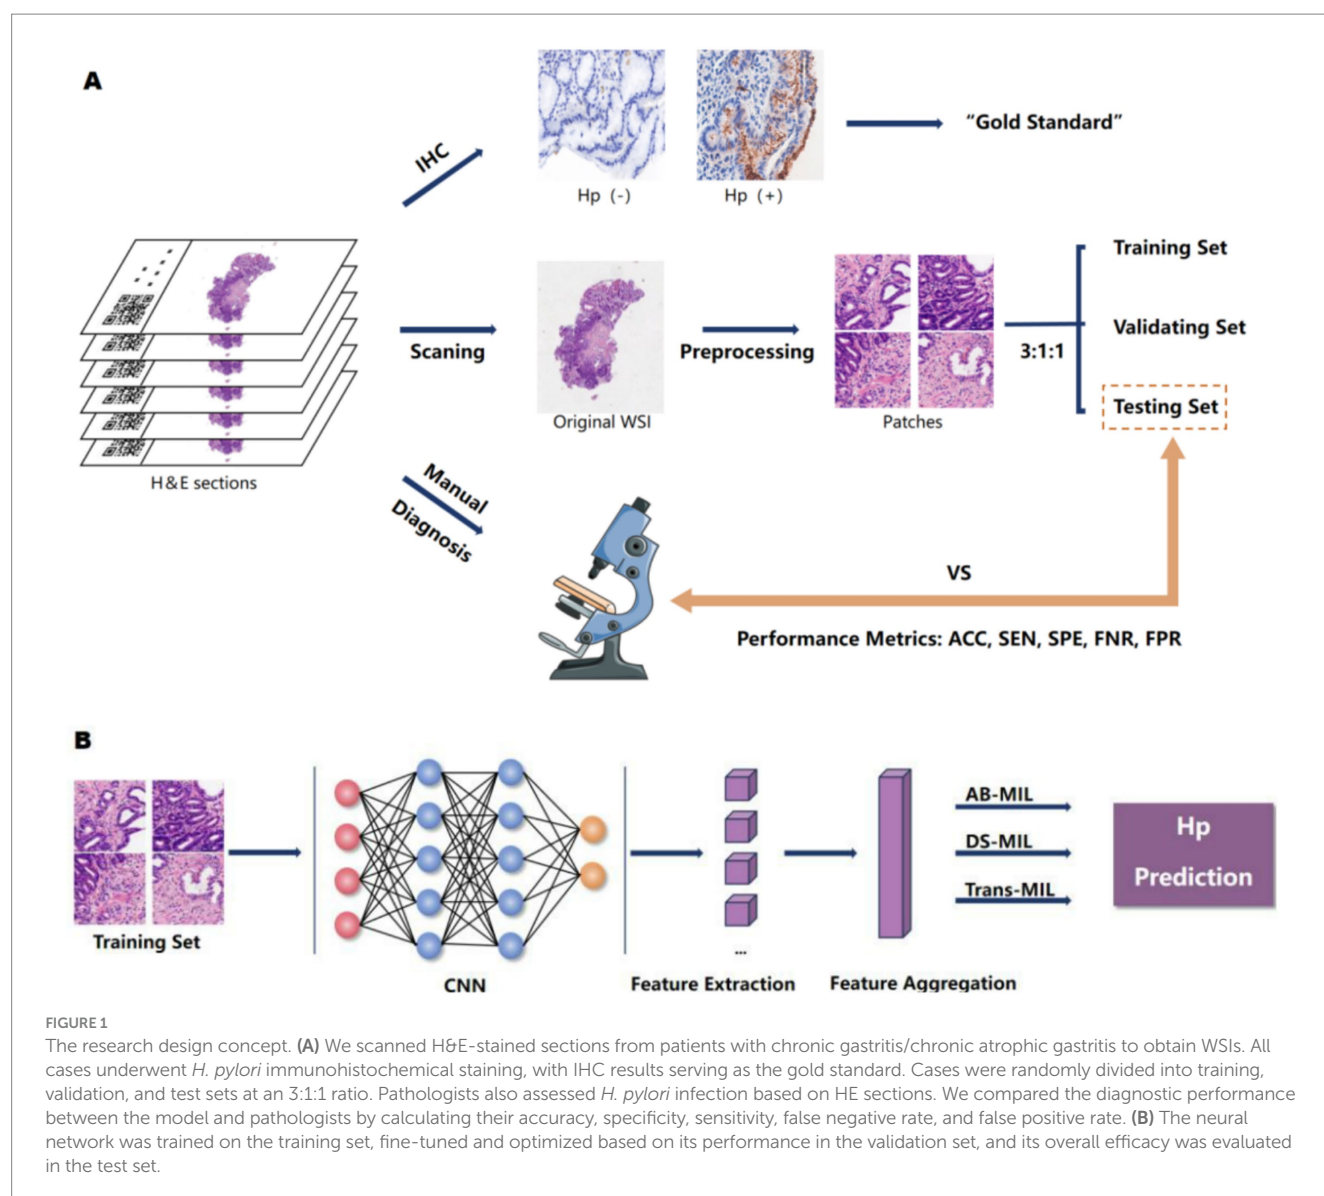 A
IHC
Hp (-)
Hp (+)
“Gold Standard”
H&E sections
Scaning
Original WSI
Preprocessing
Patches
3:1:1
Training Set
Validating Set
Testing Set
Manual
Diagnosis
VS
Performance Metrics: ACC, SEN, SPE, FNR, FPR
B
Training Set
CNN
Feature Extraction
...
Feature Aggregation
AB-MIL
DS-MIL
Trans-MIL
Hp
Prediction
FIGURE 1
The research design concept. (A) We scanned H&E-stained sections from patients with chronic gastritis/chronic atrophic gastritis to obtain WSIs. All
cases underwent H. pylori immunohistochemical staining, with IHC results serving as the gold standard. Cases were randomly divided into training,
validation, and test sets at an 3:1:1 ratio. Pathologists also assessed H. pylori infection based on HE sections. We compared the diagnostic performance
between the model and pathologists by calculating their accuracy, specificity, sensitivity, false negative rate, and false positive rate. (B) The neural
network was trained on the training set, fine-tuned and optimized based on its performance in the validation set, and its overall efficacy was evaluated
in the test set.